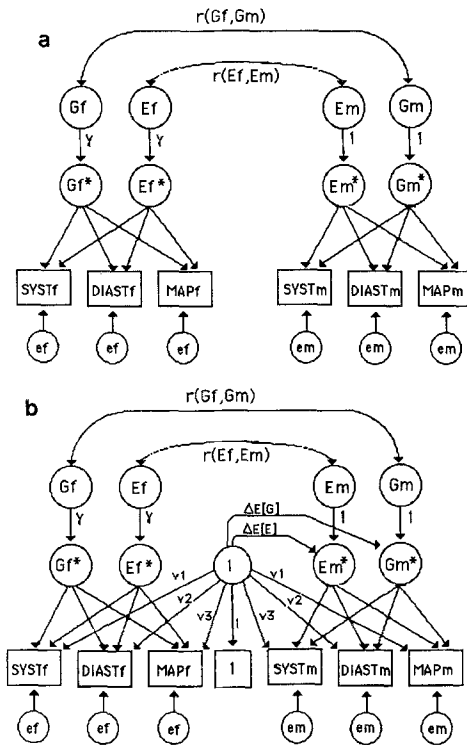 a
r(Gf,Gm)
r(Ef,Em)
Gf Ef Em Gm
γ γ 1 1
Gf* Ef* Em* Gm*
SYSTf DIASTf MAPf SYSTm DIASTm MAPm
ef ef ef em em em
b
r(Gf,Gm)
r(Ef,Em)
Gf Ef Em Gm
ΔE[G]
γ γ 1 1
ΔE[E]
Gf* Ef* 1 Em* Gm*
v1 v1
v2 v2
v3 1 v3
SYSTf DIASTf MAPf 1 SYSTm DIASTm MAPm
ef ef ef em em em